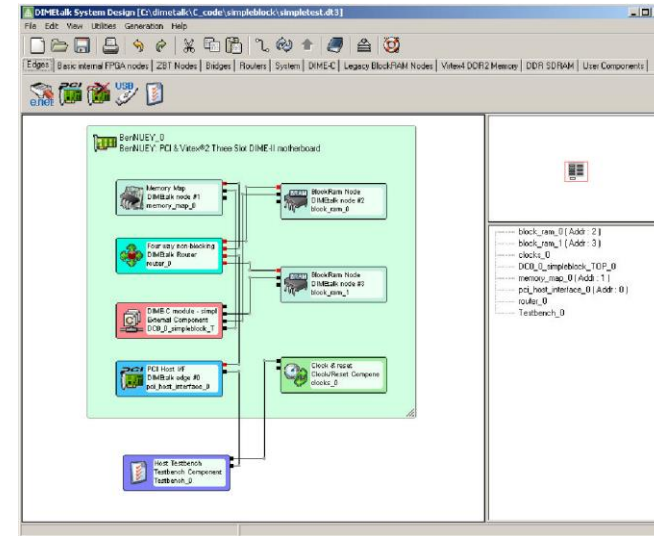 DIMEtalk System Design [C:\dimetalk\C_code\simpleblock\simpletest.dt3]
File Edit View Utilities Generation Help
Edges Basic internal FPGA nodes ZBT Nodes Bridges Routers System DIME-C Legacy BlockRAM Nodes Virtex4 DDR2 Memory DDR SDRAM User Components
e.net PCI USB
BenNUEY_0
BenNUEY: PCI & Virtex®2 Three Slot DIME-II motherboard
Memory Map
DIMEtalk node #1
memory_map_0
BlockRam Node
DIMEtalk node #2
block_ram_0
Four way non-blocking
DIMEtalk Router
router_0
BlockRam Node
DIMEtalk node #3
block_ram_1
DIME-C module - simpl
External Component
DC0_0_simpleblock_T
PCI PCI Host I/F
DIMEtalk edge #0
pci_host_interface_0
Clock & reset
Clock/Reset Compone
clocks_0
Host Testbench
Testbench Component
Testbench_0
block_ram_0 (Addr : 2)
block_ram_1 (Addr : 3)
clocks_0
DC0_0_simpleblock_TOP_0
memory_map_0 (Addr : 1)
pci_host_interface_0 (Addr : 0)
router_0
Testbench_0